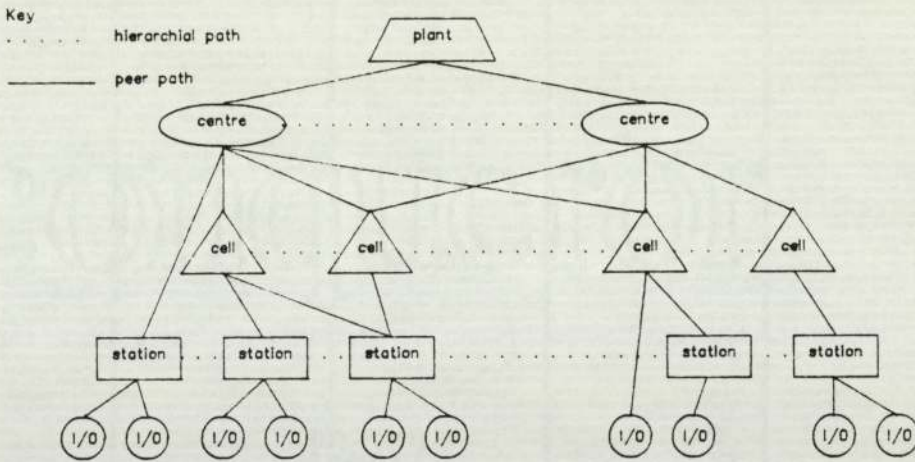 Key
hierarchial path
peer path
plant
centre centre
cell cell cell cell
station station station station station
I/O I/O I/O I/O I/O I/O I/O I/O I/O I/O